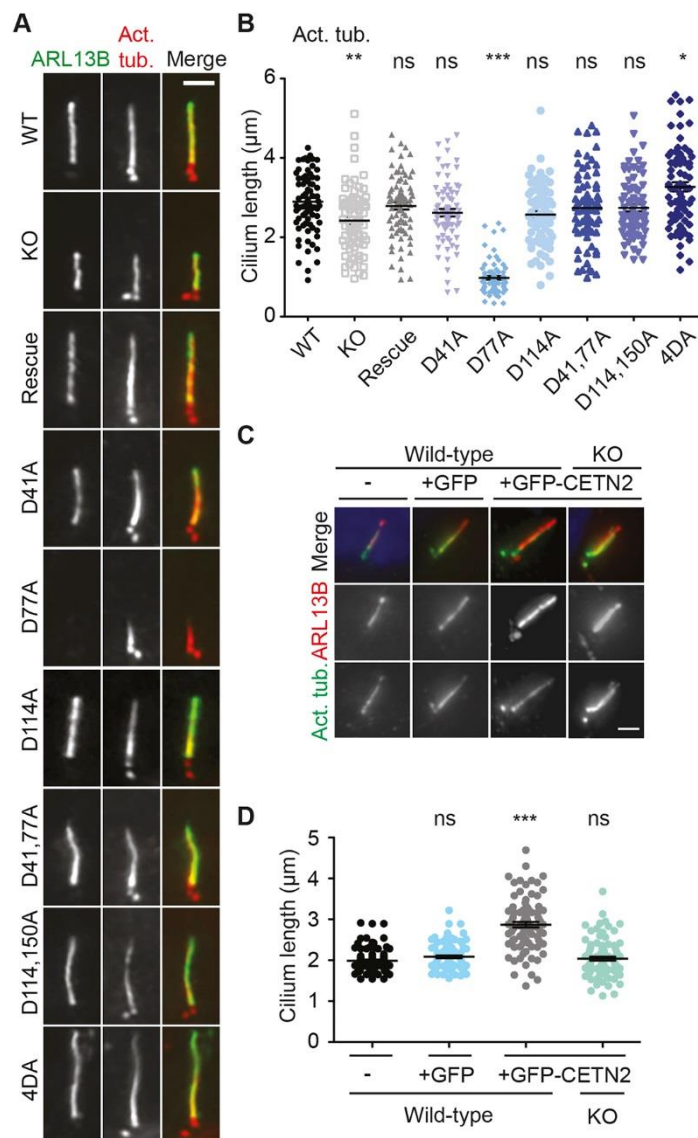 A
ARL13B Act. tub. Merge
WT
KO
Rescue
D41A
D77A
D114A
D41,77A
D114,150A
4DA
B
Act. tub.
** ns ns *** ns ns ns *
Cilium length (µm)
6
4
2
0
WT KO Rescue D41A D77A D114A D41,77A D114,150A 4DA
C
Wild-type KO
- +GFP +GFP-CETN2
Act. tub. ARL13B Merge
D
ns *** ns
Cilium length (µm)
5
4
3
2
1
0
- +GFP +GFP-CETN2
Wild-type KO